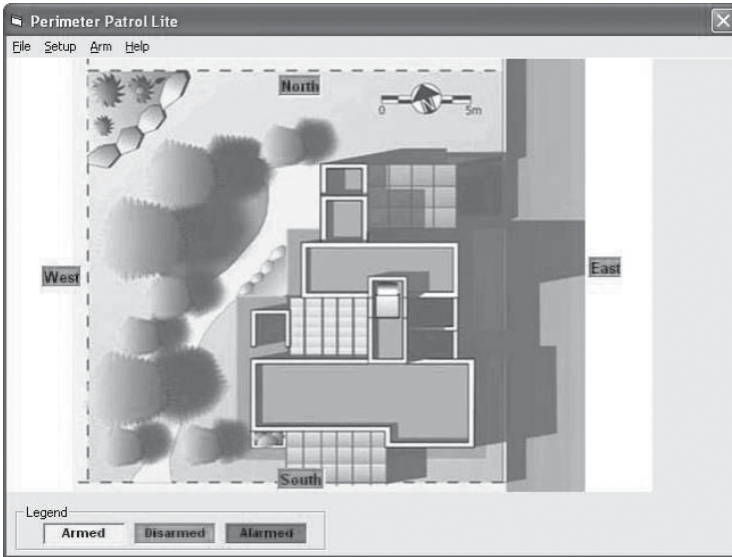 Perimeter Patrol Lite
File Setup Arm Help
North
0 N 5m
West
East
South
Legend
Armed Disarmed Alarmed